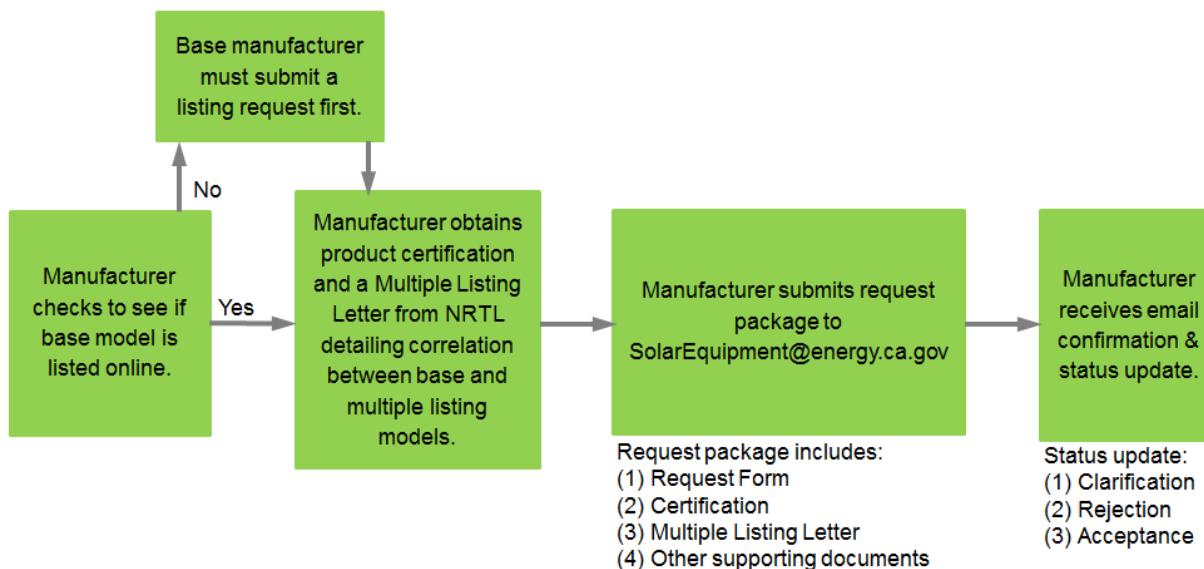 Base manufacturer
must submit a
listing request first.
No
Manufacturer
checks to see if
base model is
listed online.
Yes
Manufacturer obtains
product certification
and a Multiple Listing
Letter from NRTL
detailing correlation
between base and
multiple listing
models.
Manufacturer submits request
package to
SolarEquipment@energy.ca.gov
Request package includes:
(1) Request Form
(2) Certification
(3) Multiple Listing Letter
(4) Other supporting documents
Manufacturer
receives email
confirmation &
status update.
Status update:
(1) Clarification
(2) Rejection
(3) Acceptance